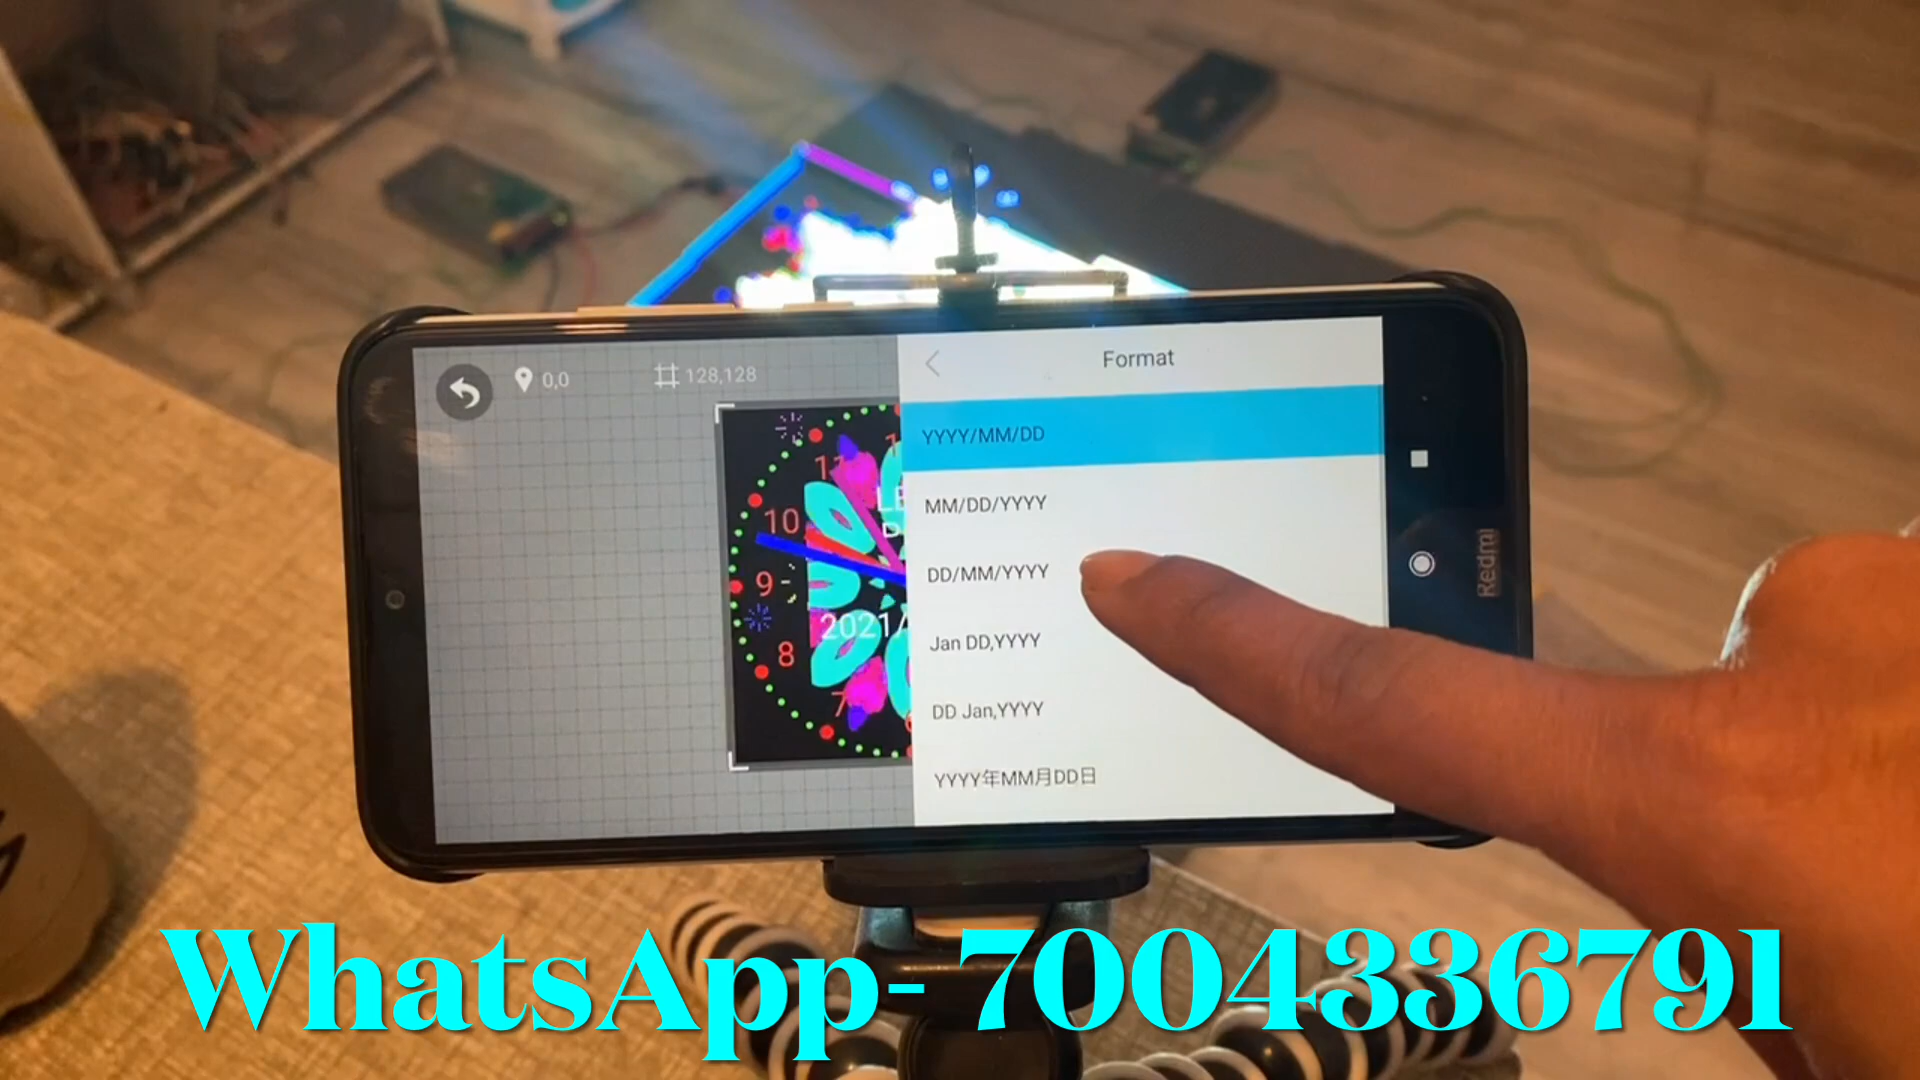 0,0
128,128
Format
YYYY/MM/DD
MM/DD/YYYY
DD/MM/YYYY
Jan DD,YYYY
DD Jan,YYYY
YYYY年MM月DD日
11
10
9
8
7
2021/
Redmi
WhatsApp-7004336791